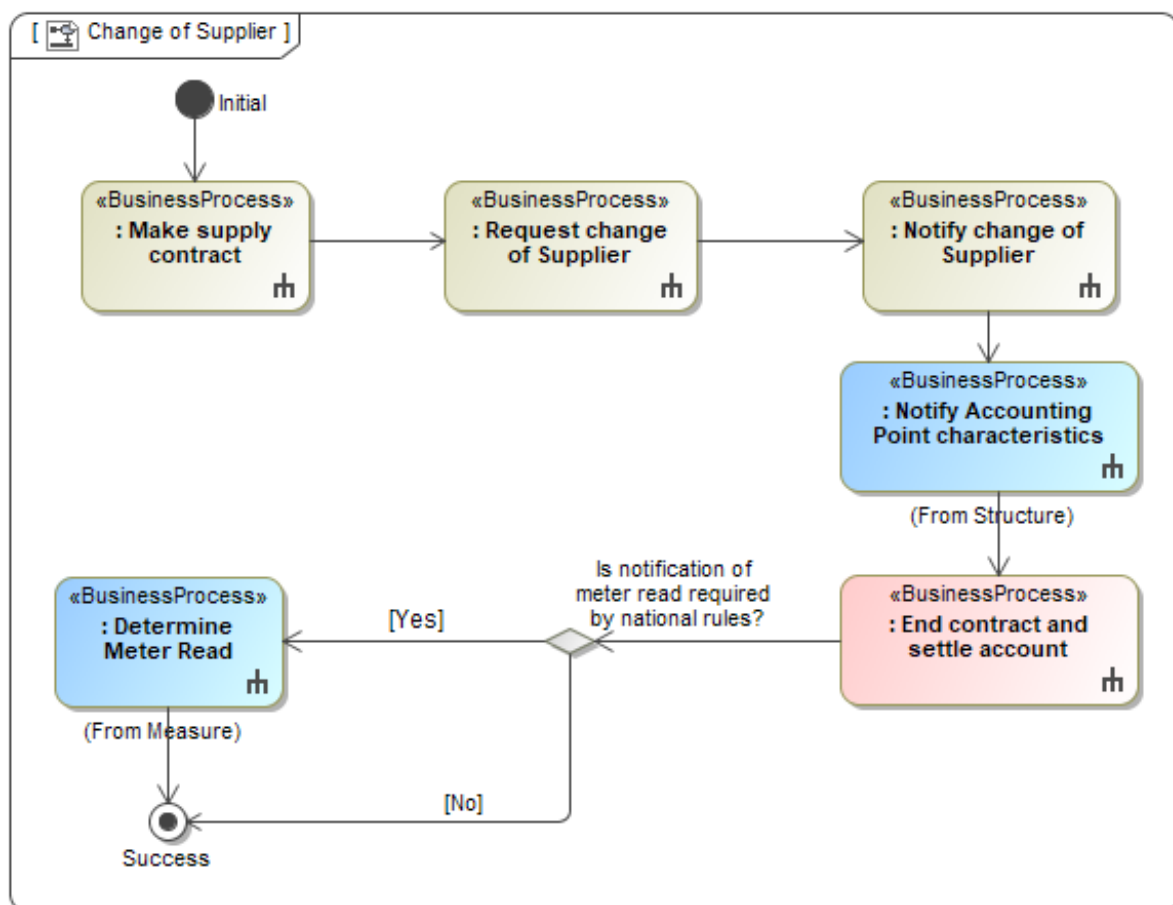 [ Change of Supplier ]
Initial
«BusinessProcess»
: Make supply
contract
«BusinessProcess»
: Request change
of Supplier
«BusinessProcess»
: Notify change of
Supplier
«BusinessProcess»
: Notify Accounting
Point characteristics
(From Structure)
«BusinessProcess»
: End contract and
settle account
Is notification of
meter read required
by national rules?
[Yes]
«BusinessProcess»
: Determine
Meter Read
(From Measure)
[No]
Success